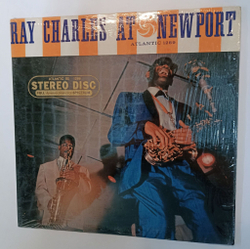 RAY CHARLES AT NEWPORT
ATLANTIC 1289
STEREO DISC